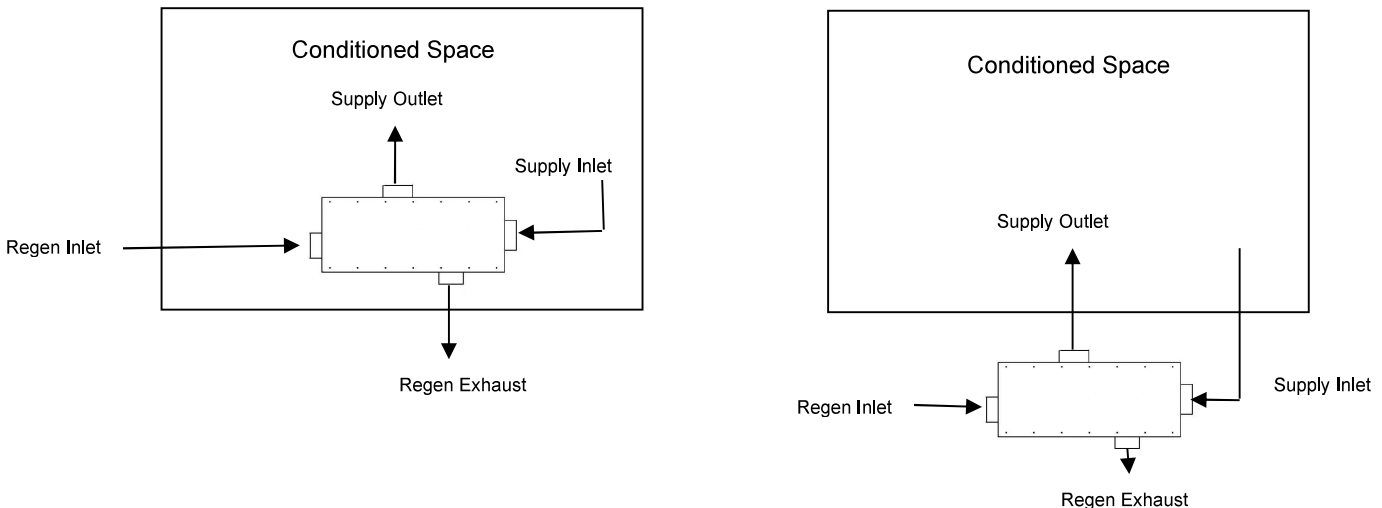 Conditioned Space
Supply Outlet
Supply Inlet
Regen Inlet
Regen Exhaust
Conditioned Space
Supply Outlet
Supply Inlet
Regen Inlet
Regen Exhaust